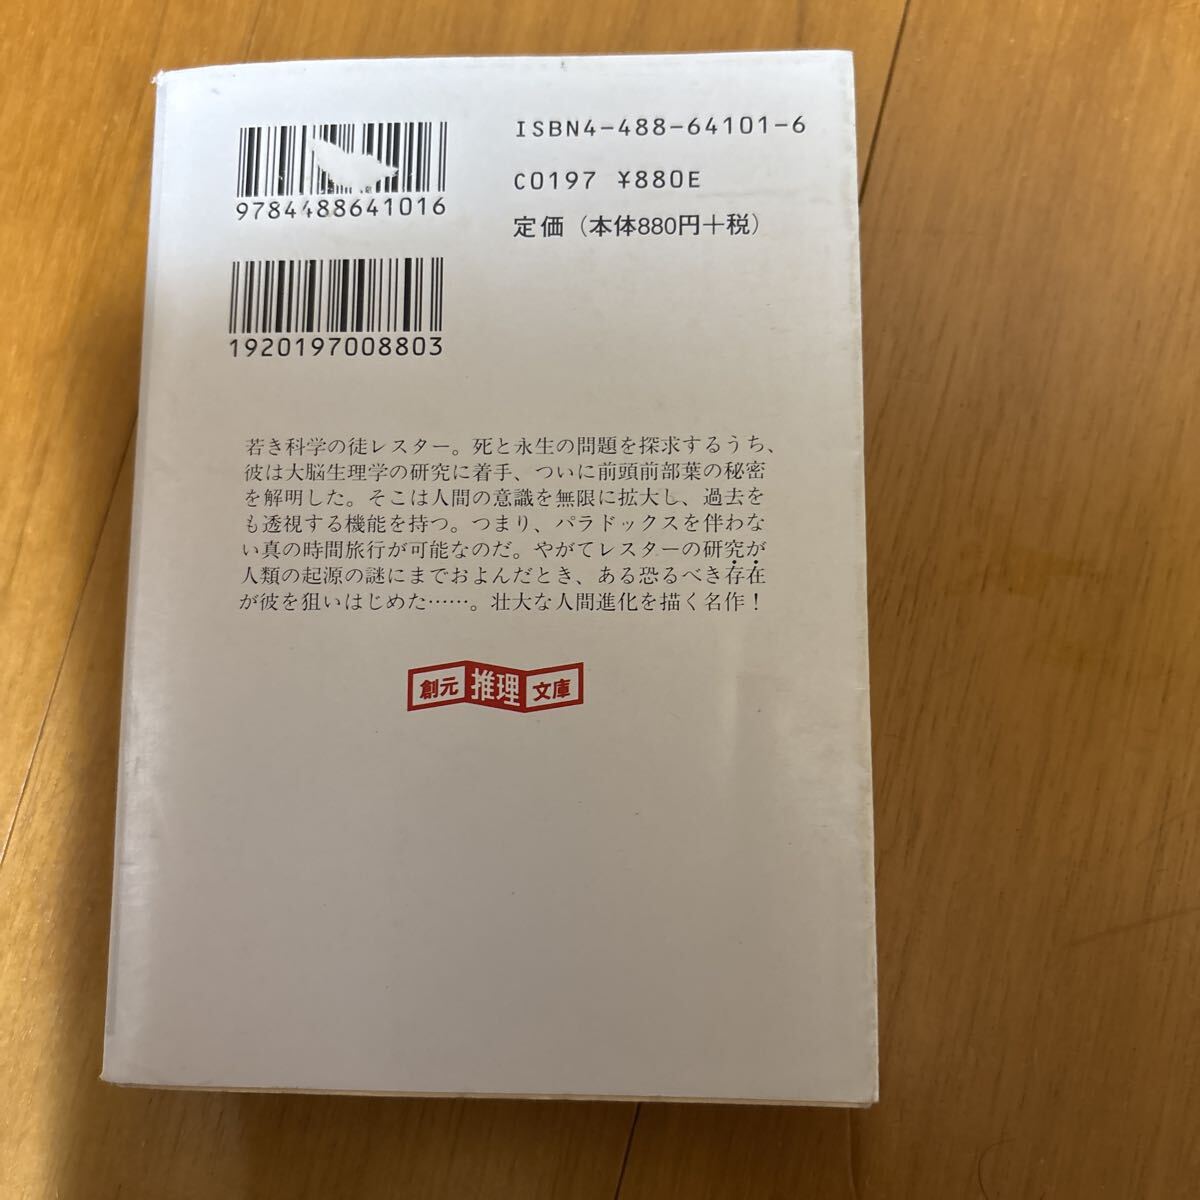 ISBN4-488-64101-6
9784488641016
C0197 ¥880E
定価（本体880円+税）
1920197008803
若き科学の徒レスター。死と永生の問題を探求するうち、
彼は大脳生理学の研究に着手、ついに前頭前部葉の秘密
を解明した。そこは人間の意識を無限に拡大し、過去を
も透視する機能を持つ。つまり、パラドックスを伴わな
い真の時間旅行が可能なのだ。やがてレスターの研究が
人類の起源の謎にまでおよんだとき、ある恐るべき存在
が彼を狙いはじめた……。壮大な人間進化を描く名作！
創元推理文庫